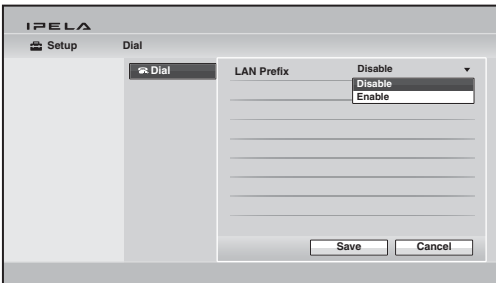 IPELA
Setup Dial
Dial
LAN Prefix Disable
Disable
Enable
Save Cancel